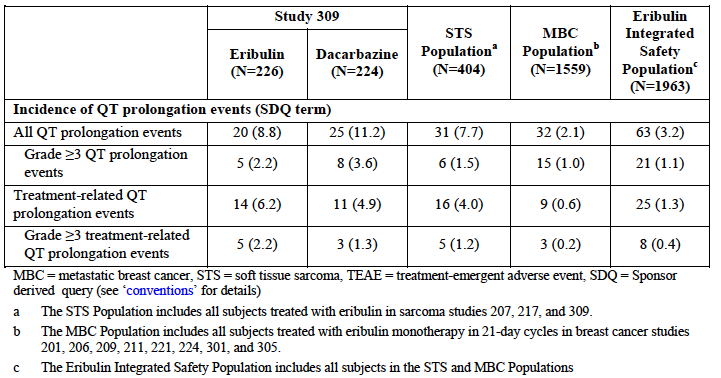 Study 309
Eribulin
(N=226)
Dacarbazine
(N=224)
STS
Populationa
(N=404)
MBC
Populationb
(N=1559)
Eribulin
Integrated
Safety
Populationc
(N=1963)
Incidence of QT prolongation events (SDQ term)
All QT prolongation events 20 (8.8) 25 (11.2) 31 (7.7) 32 (2.1) 63 (3.2)
Grade ≥3 QT prolongation
events 5 (2.2) 8 (3.6) 6 (1.5) 15 (1.0) 21 (1.1)
Treatment-related QT
prolongation events 14 (6.2) 11 (4.9) 16 (4.0) 9 (0.6) 25 (1.3)
Grade ≥3 treatment-related
QT prolongation events 5 (2.2) 3 (1.3) 5 (1.2) 3 (0.2) 8 (0.4)
MBC = metastatic breast cancer, STS = soft tissue sarcoma, TEAE = treatment-emergent adverse event, SDQ = Sponsor
derived query (see ‘conventions’ for details)
a The STS Population includes all subjects treated with eribulin in sarcoma studies 207, 217, and 309.
b The MBC Population includes all subjects treated with eribulin monotherapy in 21-day cycles in breast cancer studies
201, 206, 209, 211, 221, 224, 301, and 305.
c The Eribulin Integrated Safety Population includes all subjects in the STS and MBC Populations